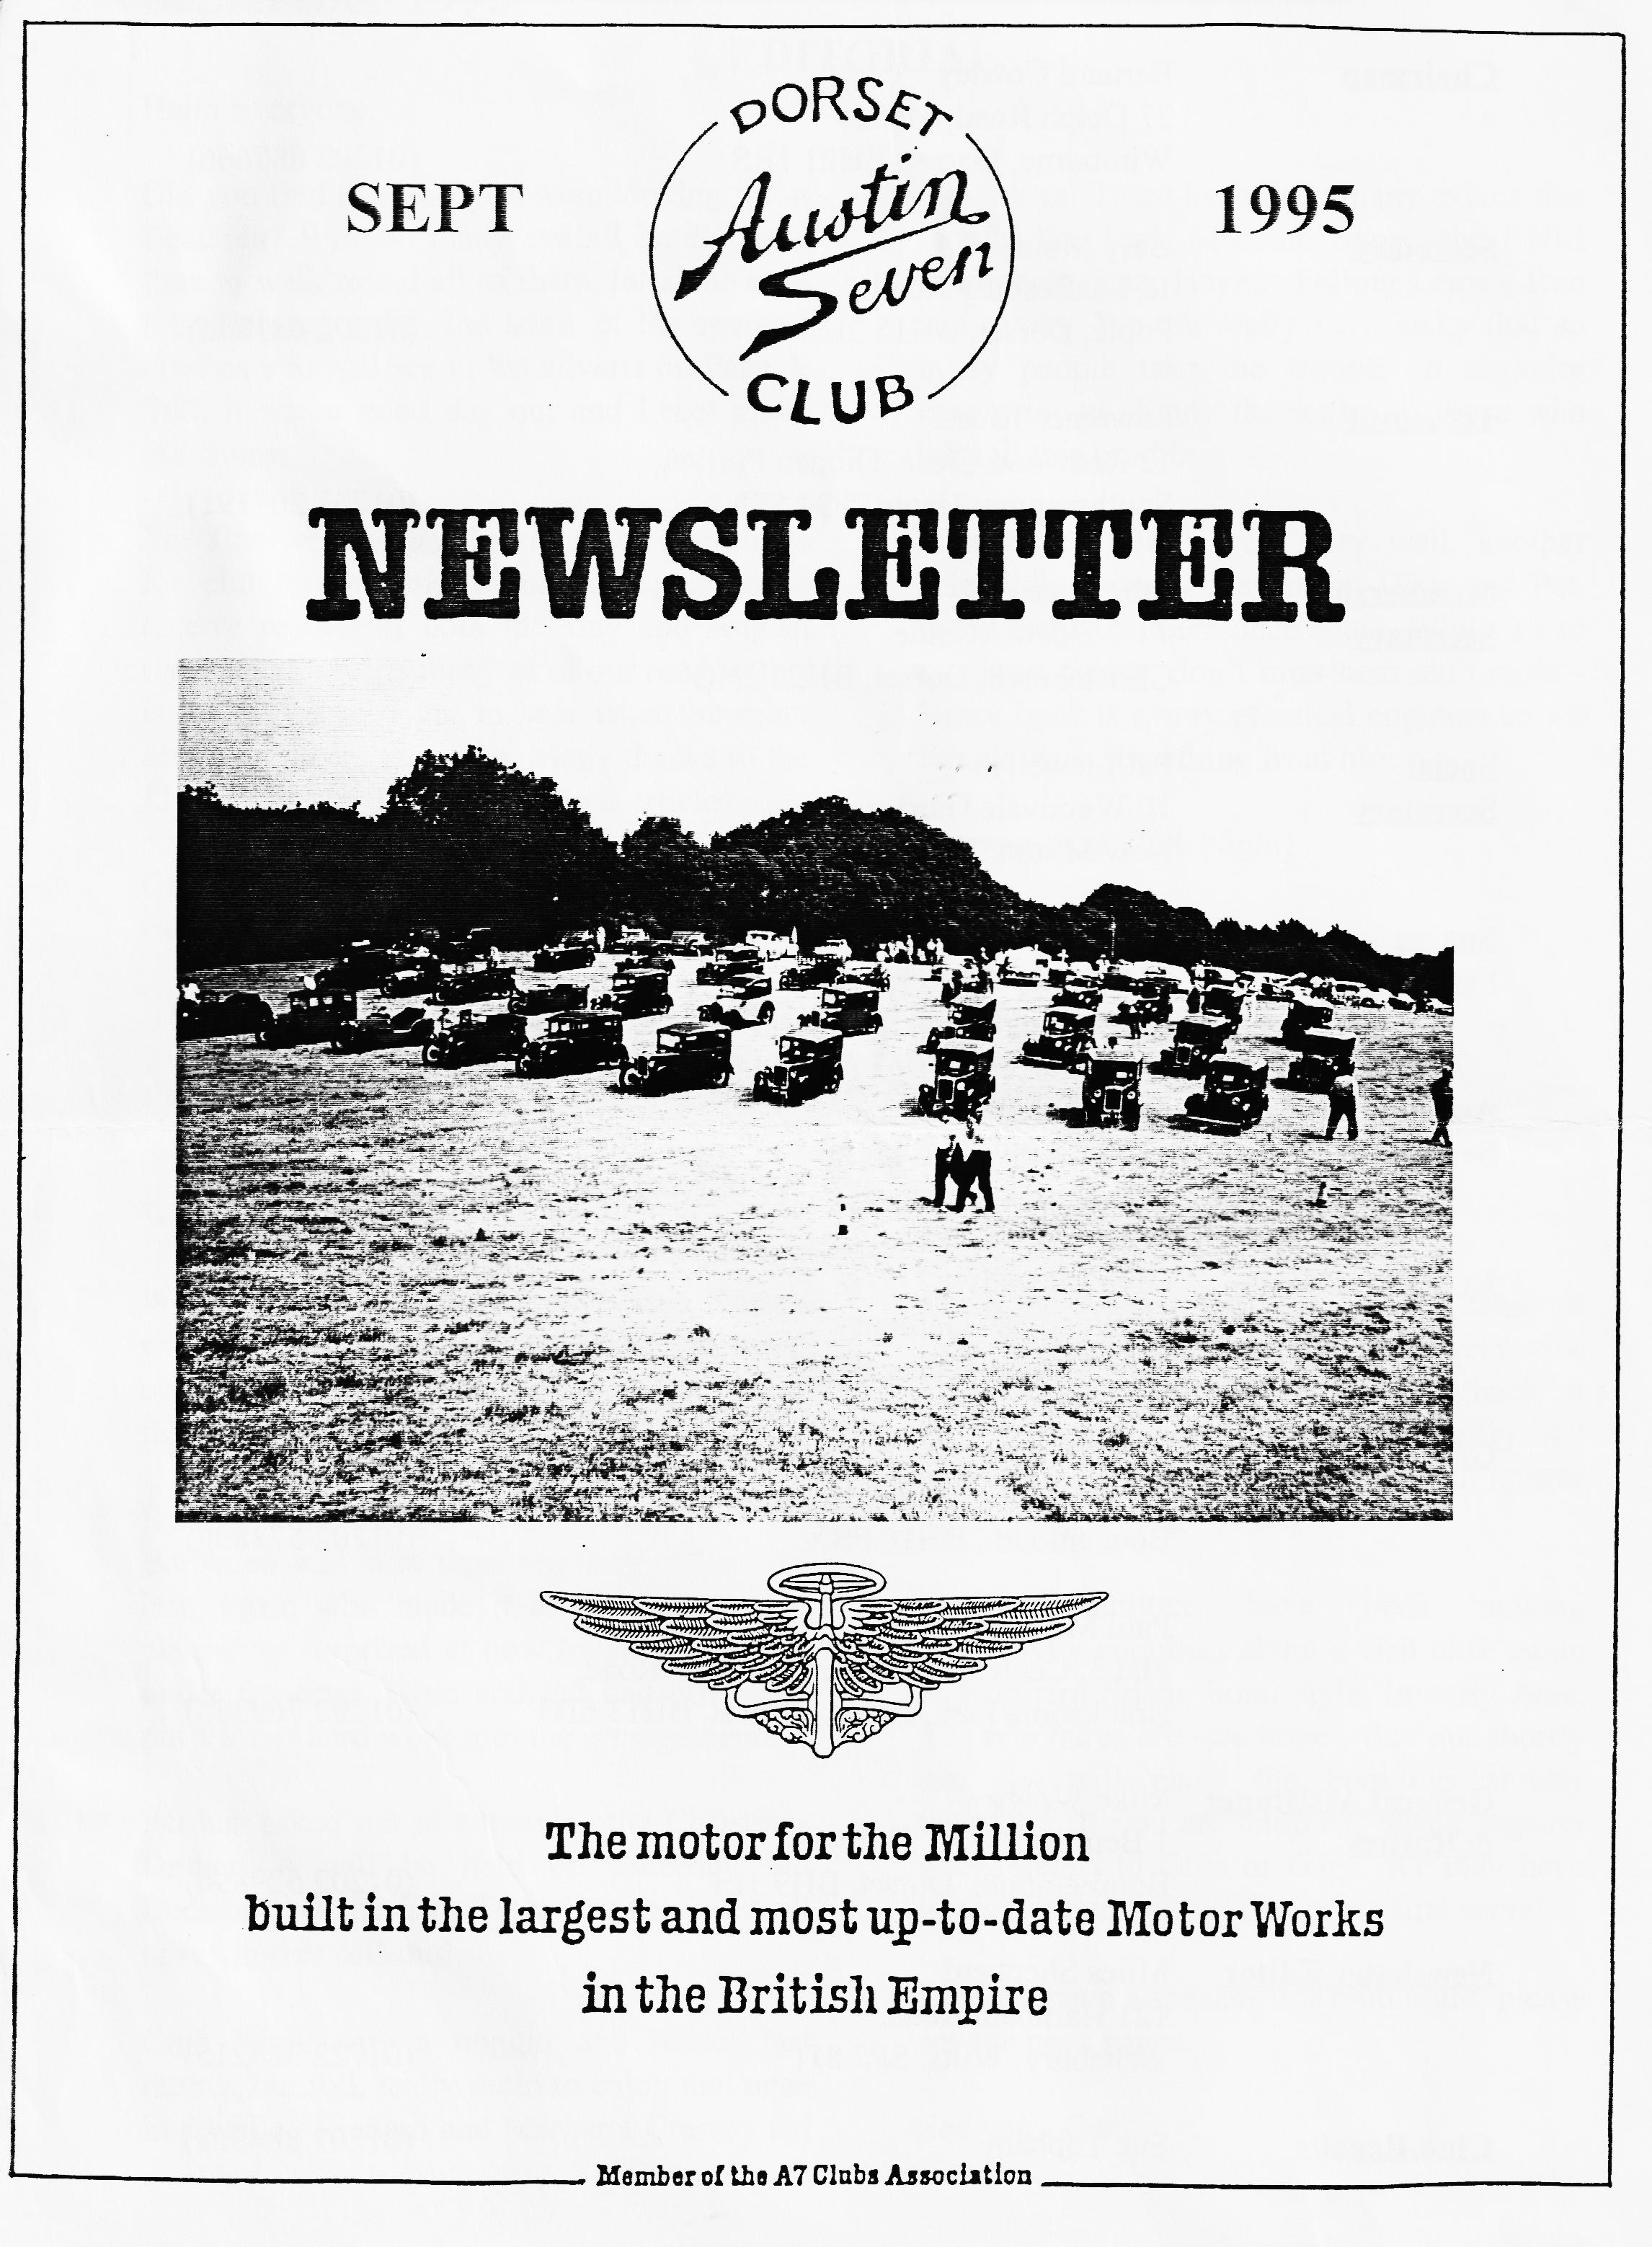 DORSET
SEPT
Austin
1995
Seven
CLUB
NEWSLETTER
The motor for the Million
built in the largest and most up-to-date Motor Works
in the British Empire
Member of the A7 Clubs Association